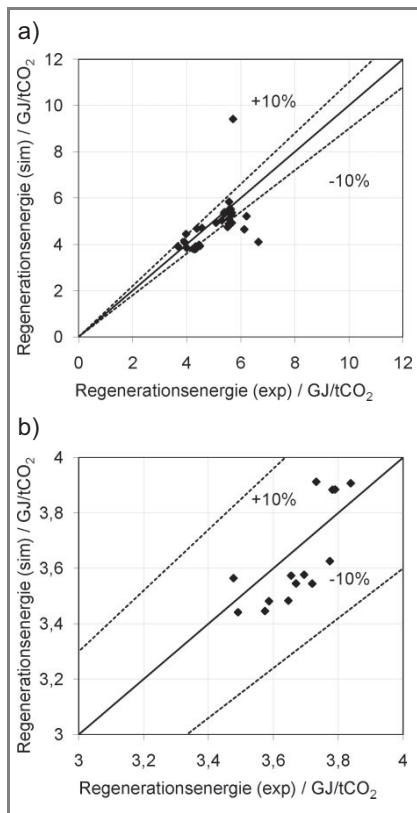 a)
Regenerationsenergie (sim) / GJ/tCO₂
12
10
8
6
4
2
0
+10%
-10%
0 2 4 6 8 10 12
Regenerationsenergie (exp) / GJ/tCO₂
b)
Regenerationsenergie (sim) / GJ/tCO₂
4
3,8
3,6
3,4
3,2
3
+10%
-10%
3 3,2 3,4 3,6 3,8 4
Regenerationsenergie (exp) / GJ/tCO₂